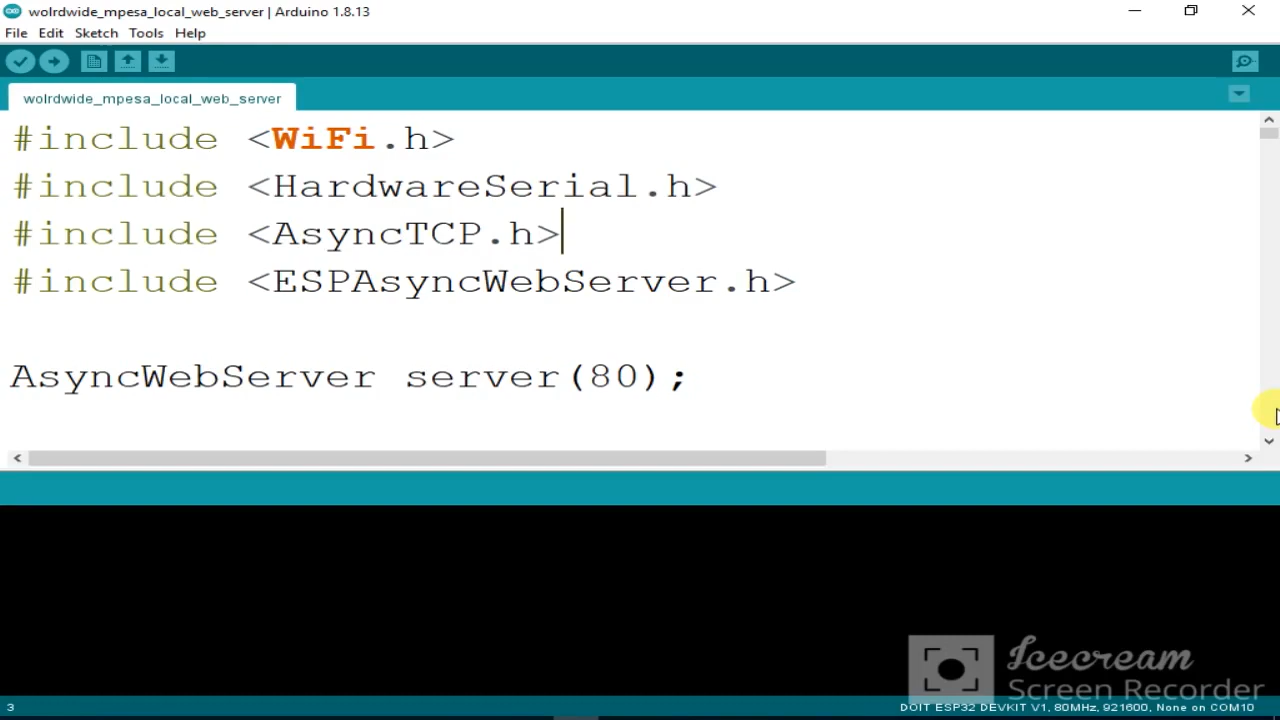 wolrdwide_mpesa_local_web_server | Arduino 1.8.13
File Edit Sketch Tools Help
wolrdwide_mpesa_local_web_server
#include <WiFi.h>
#include <HardwareSerial.h>
#include <AsyncTCP.h>
#include <ESPAsyncWebServer.h>
AsyncWebServer server(80);
Icecream
Screen Recorder
3
DOIT ESP32 DEVKIT V1, 80MHz, 921600, None on COM10